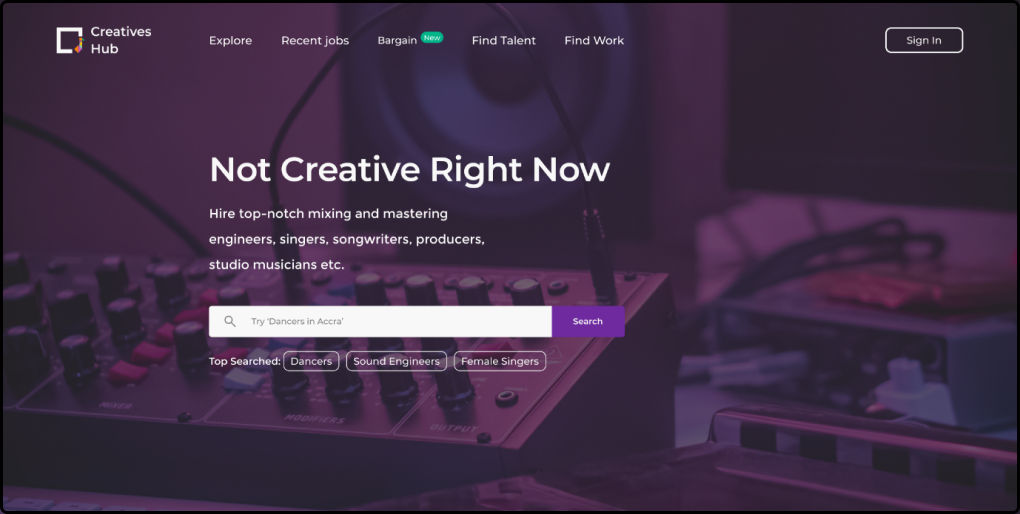 Creatives
Hub
Explore
Recent jobs
Bargain New
Find Talent
Find Work
Sign In
Not Creative Right Now
Hire top-notch mixing and mastering
engineers, singers, songwriters, producers,
studio musicians etc.
Try ‘Dancers in Accra’
Search
Top Searched: Dancers Sound Engineers Female Singers
MIXER
MODIFIERS
OUTPUT